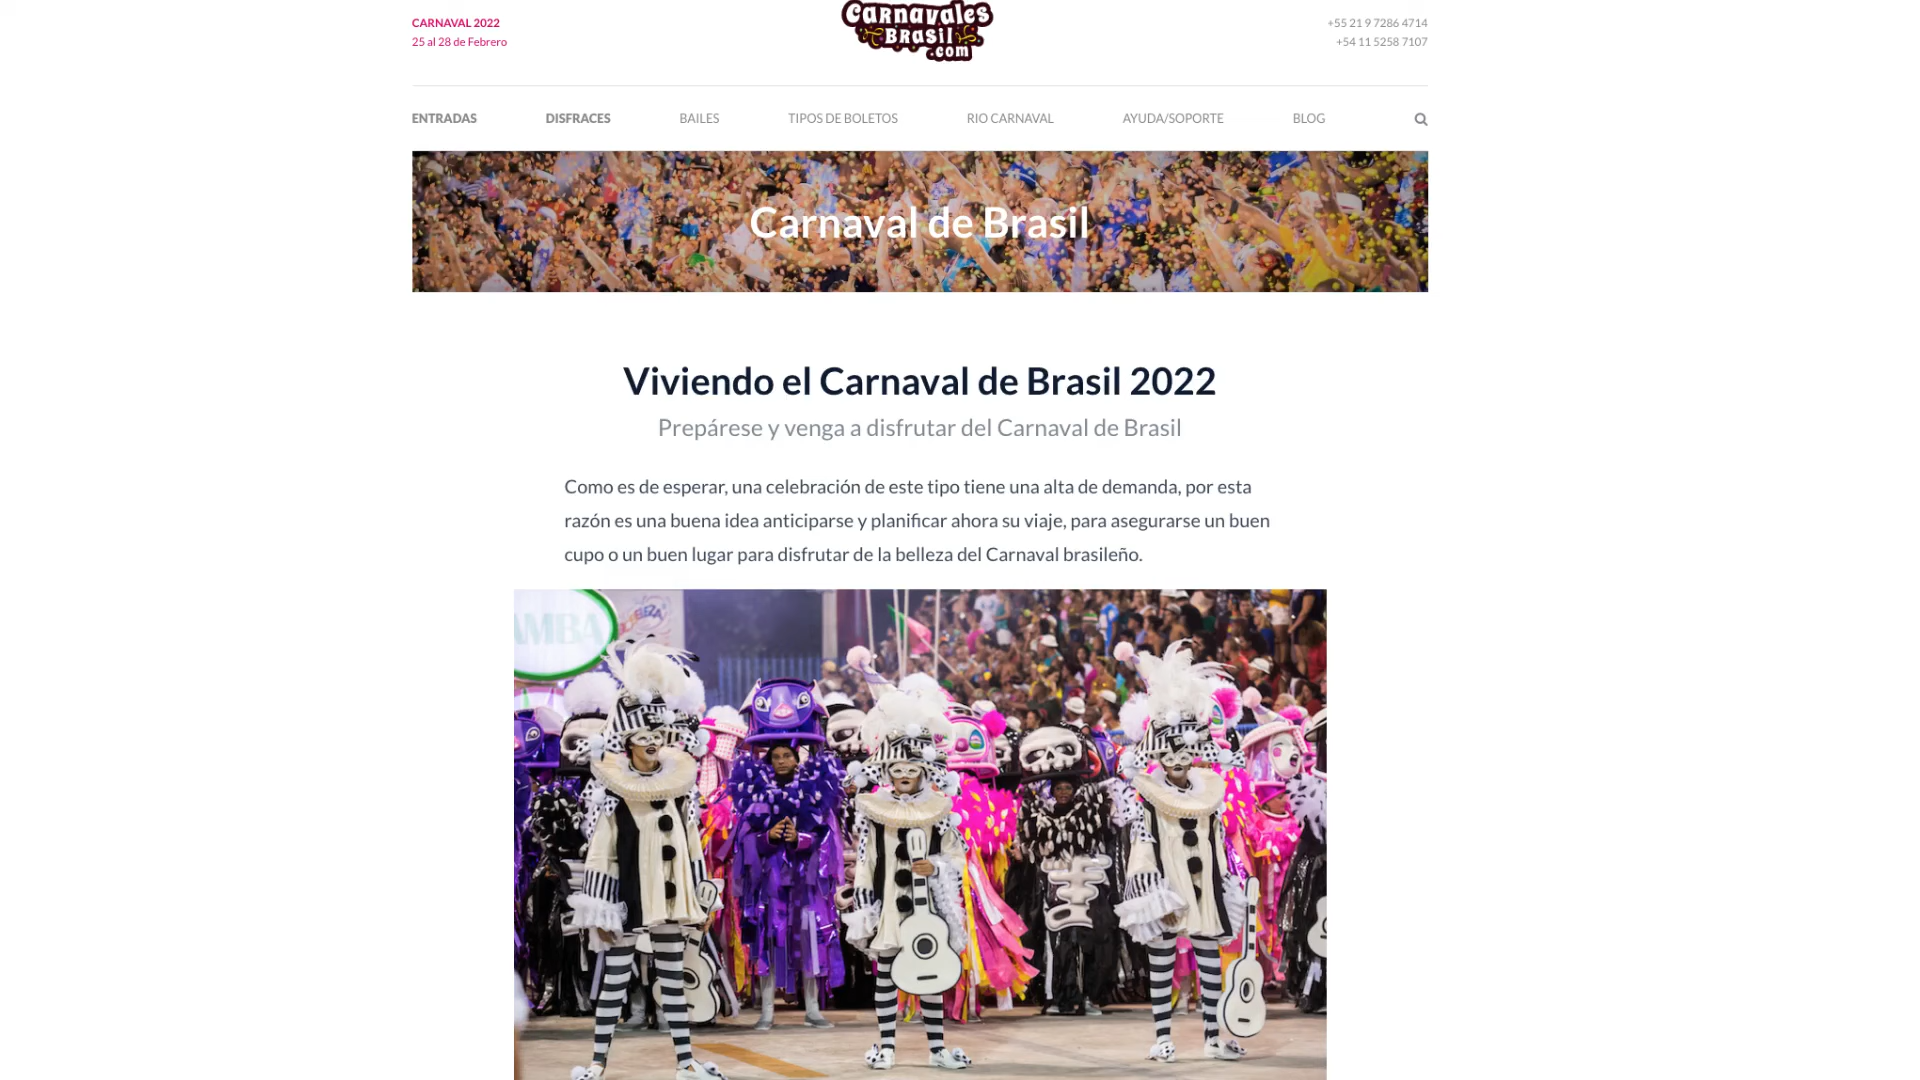 CARNAVAL 2022
25 al 28 de Febrero
Carnavales
Brasil
.com
+55 21 9 7286 4714
+54 11 5258 7107
ENTRADAS DISFRACES BAILES TIPOS DE BOLETOS RIO CARNAVAL AYUDA/SOPORTE BLOG
Carnaval de Brasil
Viviendo el Carnaval de Brasil 2022
Prepárese y venga a disfrutar del Carnaval de Brasil
Como es de esperar, una celebración de este tipo tiene una alta de demanda, por esta
razón es una buena idea anticiparse y planificar ahora su viaje, para asegurarse un buen
cupo o un buen lugar para disfrutar de la belleza del Carnaval brasileño.